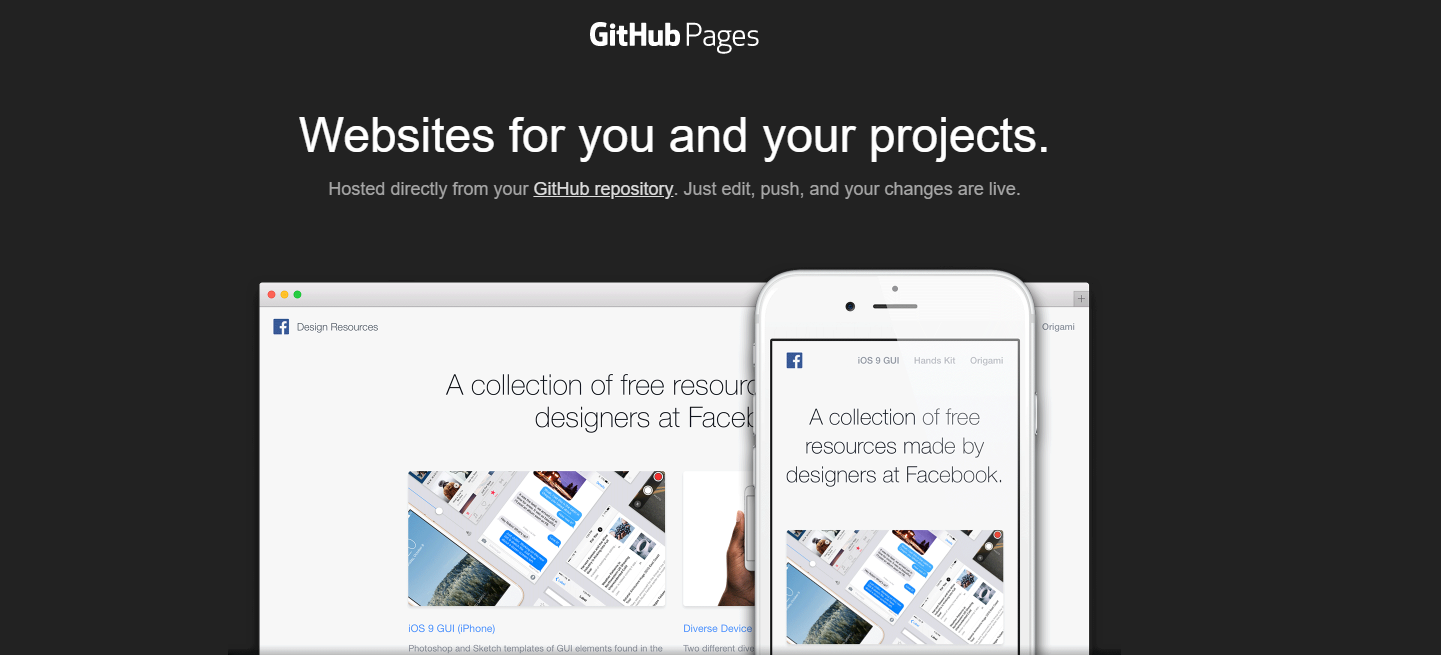 GitHub Pages
Websites for you and your projects.
Hosted directly from your GitHub repository. Just edit, push, and your changes are live.
Design Resources
Origami
A collection of free resourc
designers at Faceb
iOS 9 GUI (iPhone)
Photoshop and Sketch templates of GUI elements found in the
Diverse Device
Two different dive
iOS 9 GUI Hands Kit Origami
A collection of free
resources made by
designers at Facebook.